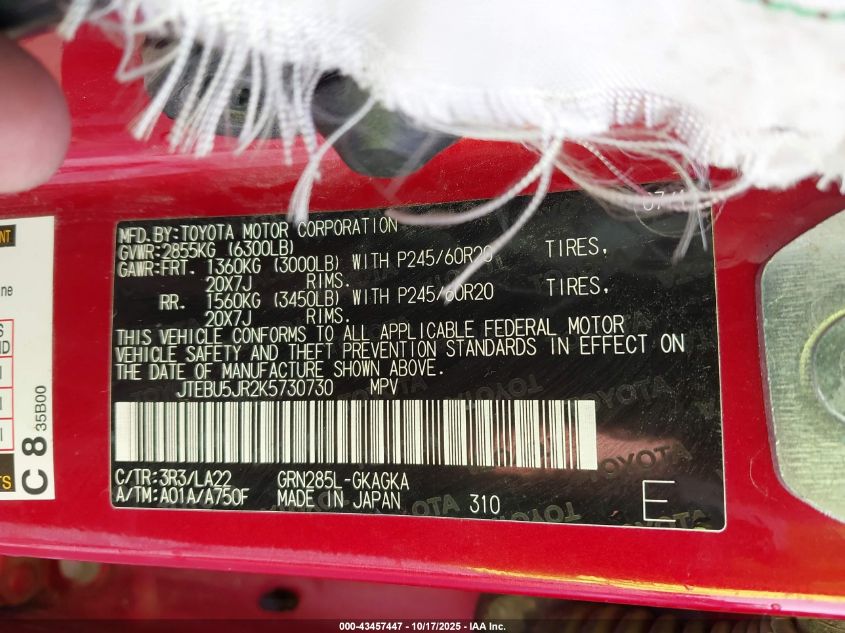 MFD.BY:TOYOTA MOTOR CORPORATION
GVWR:2855KG (6300LB)
GAWR:FRT. 1360KG (3000LB) WITH P245/60R20 TIRES,
20X7J RIMS.
RR. 1560KG (3450LB) WITH P245/60R20 TIRES,
20X7J RIMS.
THIS VEHICLE CONFORMS TO ALL APPLICABLE FEDERAL MOTOR
VEHICLE SAFETY AND THEFT PREVENTION STANDARDS IN EFFECT ON
THE DATE OF MANUFACTURE SHOWN ABOVE.
JTEBU5JR2K5730730 MPV
C/TR:3R3/LA22 GRN285L-GKAGKA
A/TM:A01A/A750F MADE IN JAPAN 310
E
C 8
35B00
TOYOTA
000-43457447 - 10/17/2025 - IAA Inc.